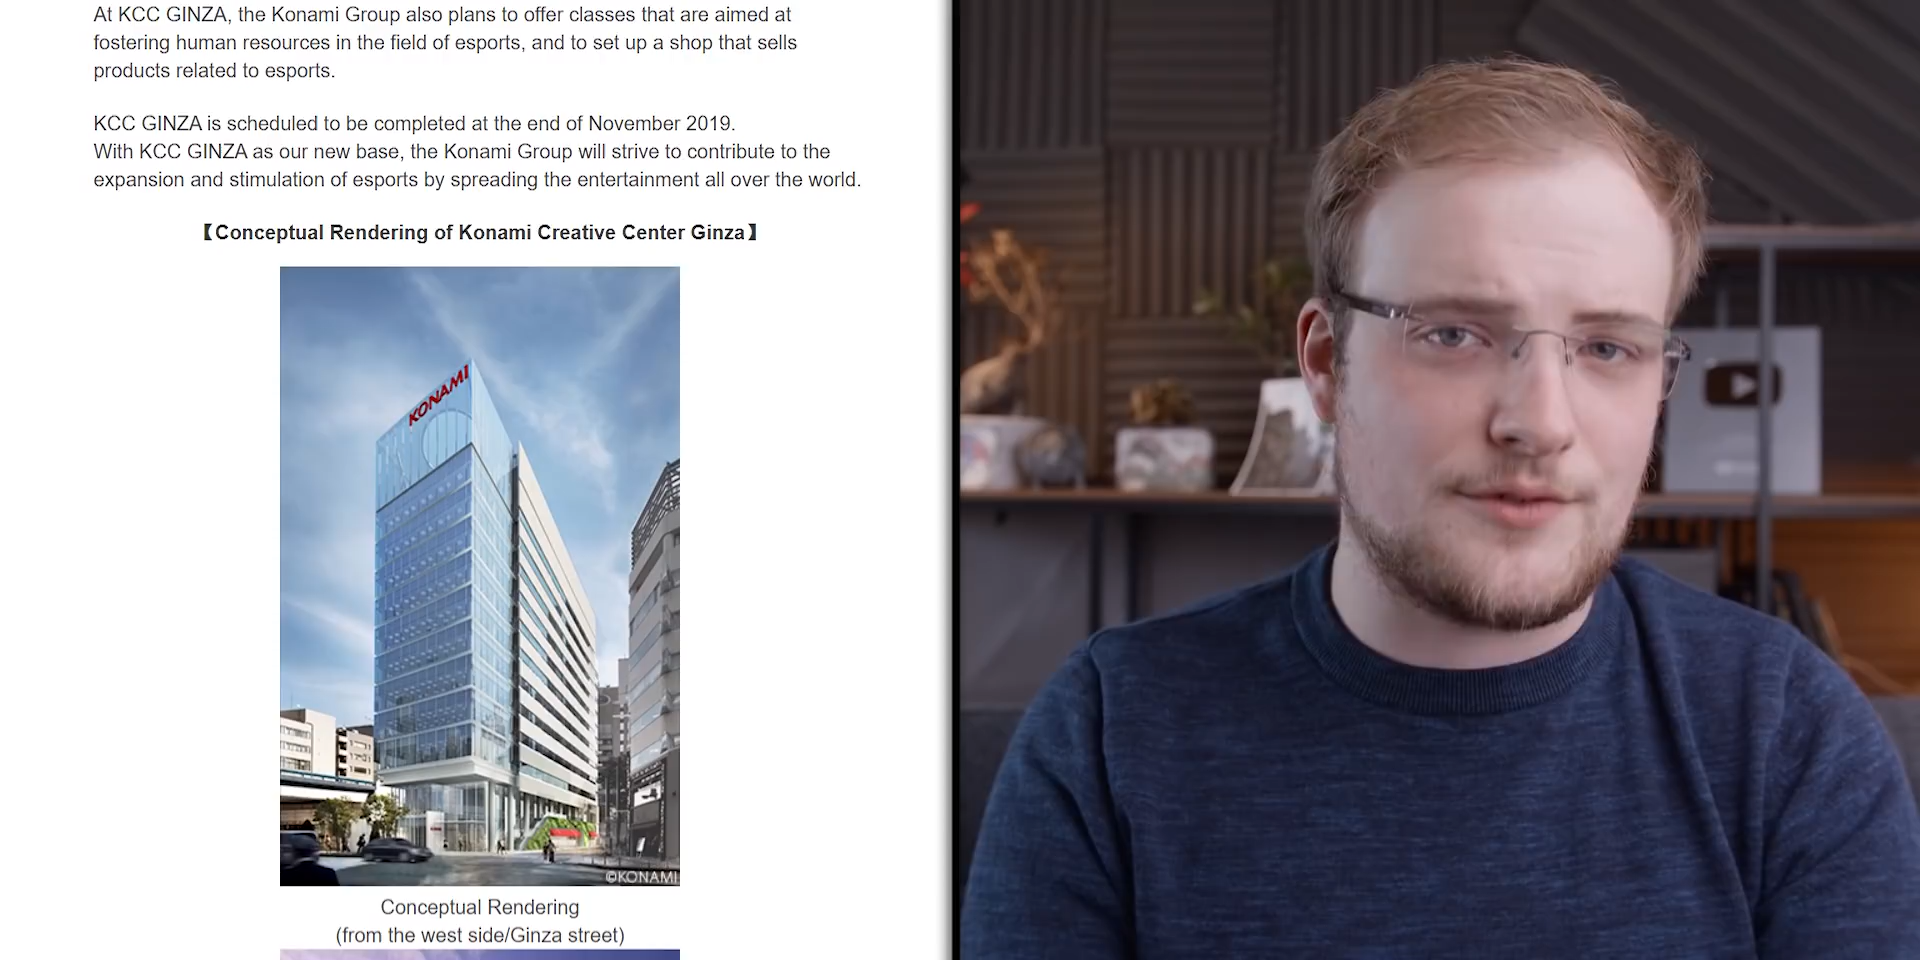 At KCC GINZA, the Konami Group also plans to offer classes that are aimed at
fostering human resources in the field of esports, and to set up a shop that sells
products related to esports.
KCC GINZA is scheduled to be completed at the end of November 2019.
With KCC GINZA as our new base, the Konami Group will strive to contribute to the
expansion and stimulation of esports by spreading the entertainment all over the world.
【Conceptual Rendering of Konami Creative Center Ginza】
KONAMI
©KONAMI
Conceptual Rendering
(from the west side/Ginza street)